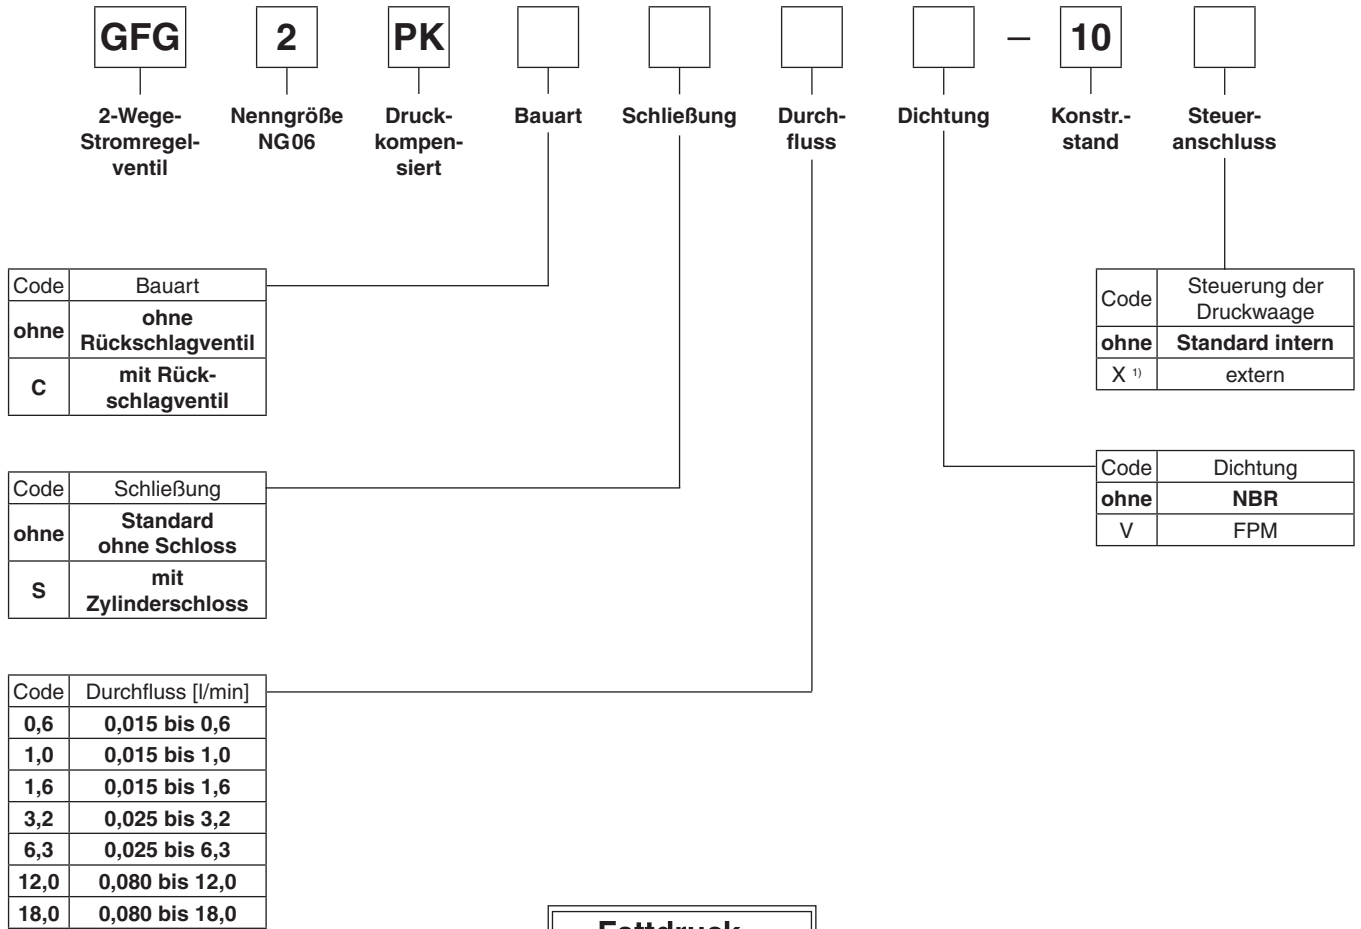 GFG 2 PK – 10
2-Wege-
Stromregel-
ventil
Nenngröße
NG06
Druck-
kompen-
siert
Bauart
Schließung
Durch-
fluss
Dichtung
Konstr.-
stand
Steuer-
anschluss
Code Bauart
ohne ohne
Rückschlagventil
C mit Rück-
schlagventil
Code Steuerung der
Druckwaage
ohne Standard intern
X 1) extern
Code Schließung
ohne Standard
ohne Schloss
S mit
Zylinderschloss
Code Dichtung
ohne NBR
V FPM
Code Durchfluss [l/min]
0,6 0,015 bis 0,6
1,0 0,015 bis 1,0
1,6 0,015 bis 1,6
3,2 0,025 bis 3,2
6,3 0,025 bis 6,3
12,0 0,080 bis 12,0
18,0 0,080 bis 18,0